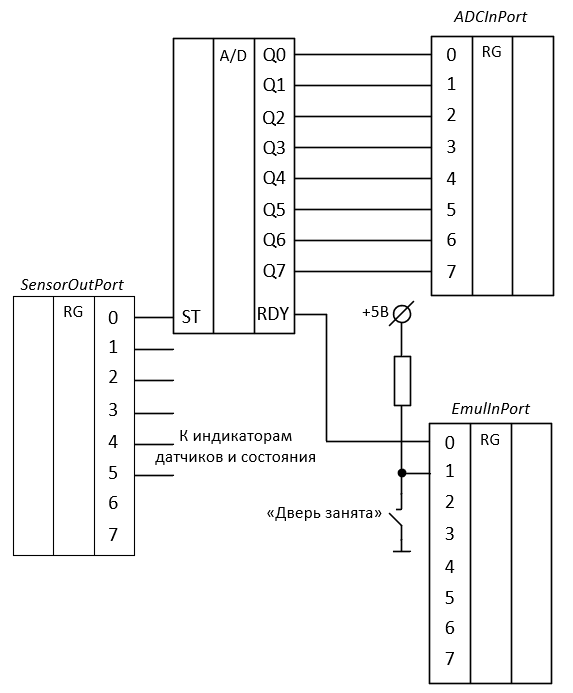 ADCInPort
A/D
Q0
Q1
Q2
Q3
Q4
Q5
Q6
Q7
RDY
ST
RG
0
1
2
3
4
5
6
7
SensorOutPort
RG
0
1
2
3
4
5
6
7
К индикаторам
датчиков и состояния
+5В
«Дверь занята»
EmulInPort
RG
0
1
2
3
4
5
6
7